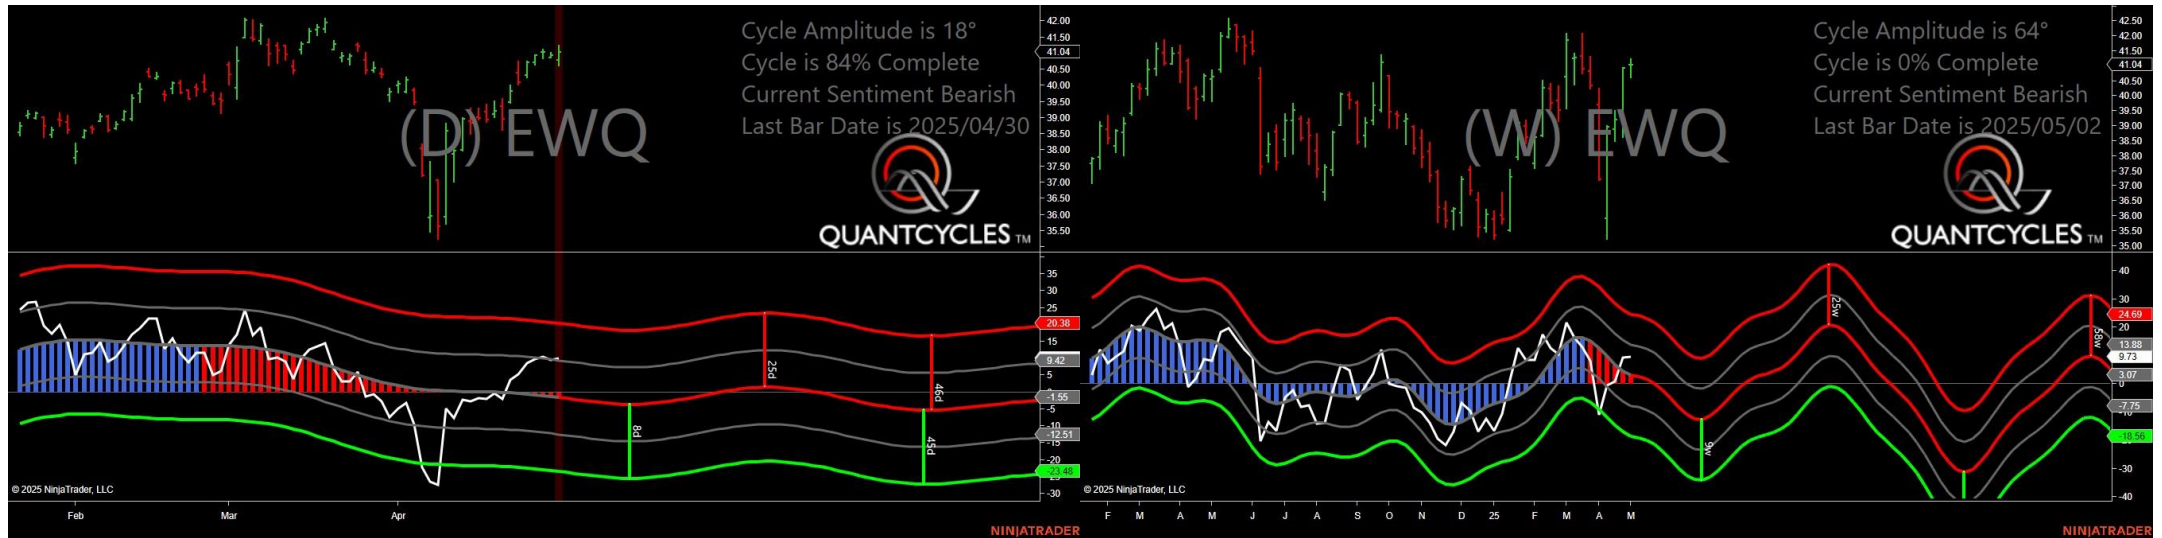 Cycle Amplitude is 18°
Cycle is 84% Complete
Current Sentiment Bearish
Last Bar Date is 2025/04/30
(D) EWQ
QUANTCYCLES TM
42.00
41.50
41.04
40.50
40.00
39.50
39.00
38.50
38.00
37.50
37.00
36.50
36.00
35.50
35
30
25
20.38
15
9.42
5
-1.55
-5
-10
-12.51
-15
-20
-23.48
-30
8d
25d
45d
46d
© 2025 NinjaTrader, LLC
Feb
Mar
Apr
NINJATRADER
Cycle Amplitude is 64°
Cycle is 0% Complete
Current Sentiment Bearish
Last Bar Date is 2025/05/02
(W) EWQ
QUANTCYCLES TM
42.50
42.00
41.50
41.04
40.50
40.00
39.50
39.00
38.50
38.00
37.50
37.00
36.50
36.00
35.50
35.00
40
30
24.69
20
13.88
9.73
3.07
0
-7.75
-18.56
-30
-40
9w
25w
58w
© 2025 NinjaTrader, LLC
F
M
A
M
J
J
A
S
O
N
D
25
F
M
A
M
NINJATRADER